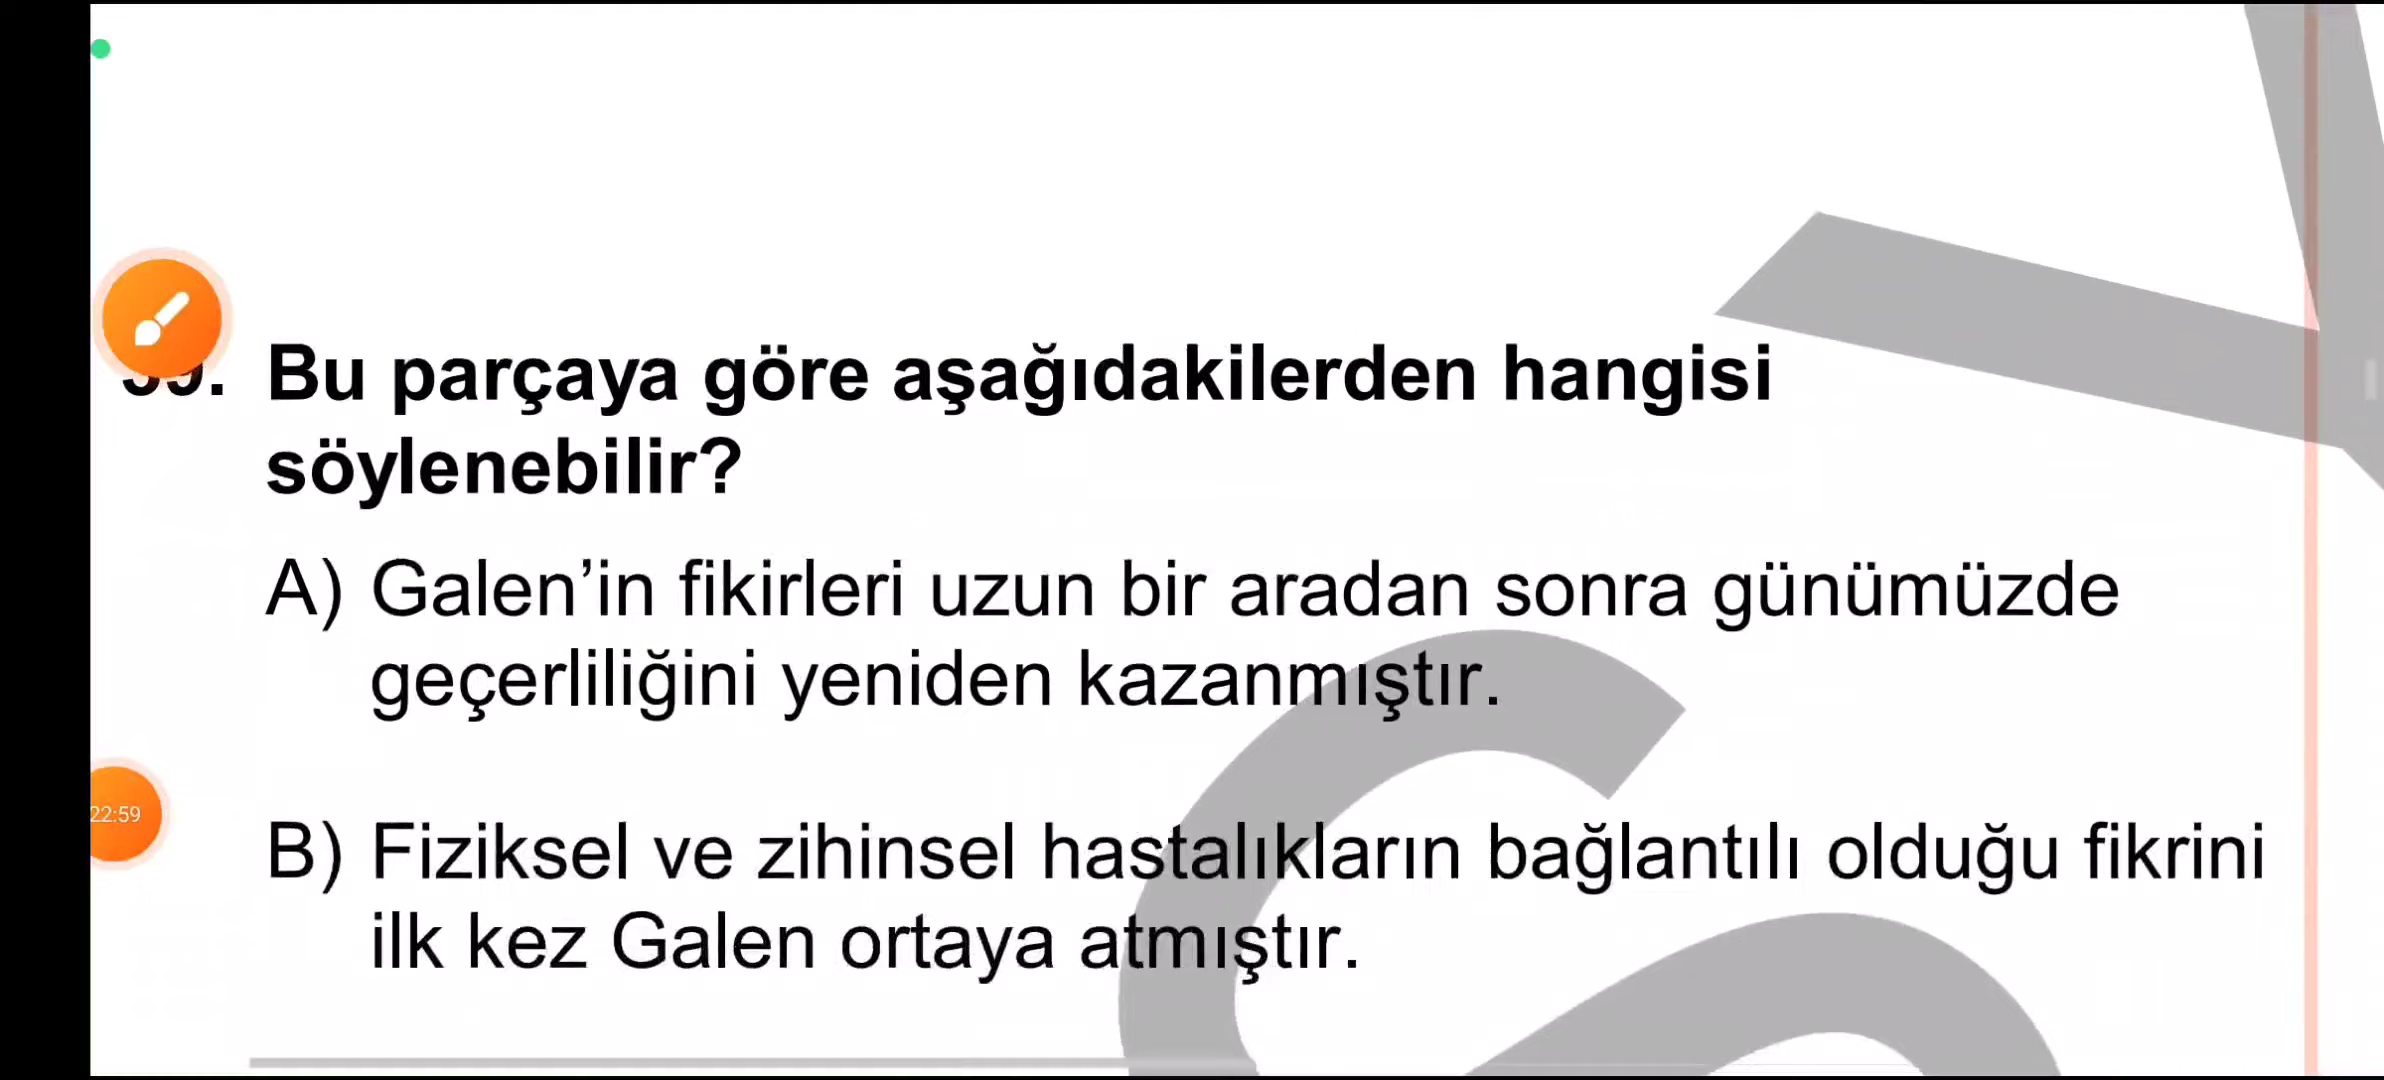 Bu parçaya göre aşağıdakilerden hangisi
söylenebilir?
A) Galen’in fikirleri uzun bir aradan sonra günümüzde
geçerliliğini yeniden kazanmıştır.
22:59
B) Fiziksel ve zihinsel hastalıkların bağlantılı olduğu fikrini
ilk kez Galen ortaya atmıştır.